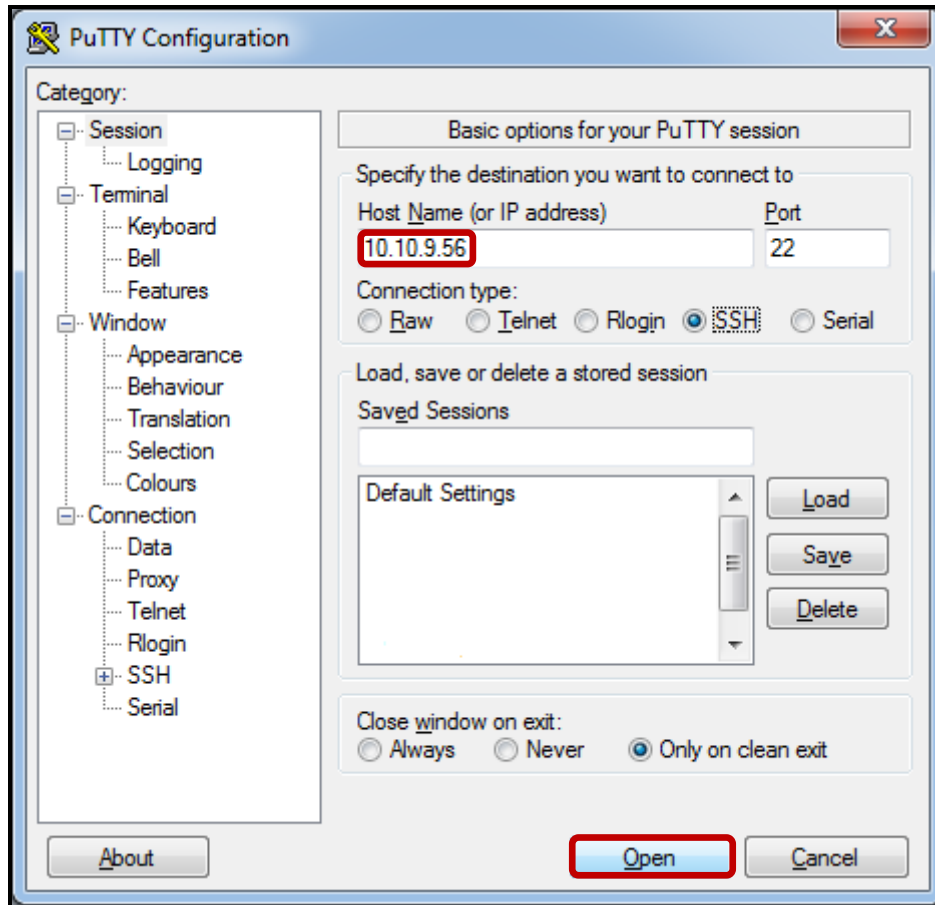 PuTTY Configuration
Category:
Session
Logging
Terminal
Keyboard
Bell
Features
Window
Appearance
Behaviour
Translation
Selection
Colours
Connection
Data
Proxy
Telnet
Rlogin
SSH
Serial
Basic options for your PuTTY session
Specify the destination you want to connect to
Host Name (or IP address) Port
10.10.9.56 22
Connection type:
Raw Telnet Rlogin SSH Serial
Load, save or delete a stored session
Saved Sessions
Default Settings
Load
Save
Delete
Close window on exit:
Always Never Only on clean exit
About Open Cancel